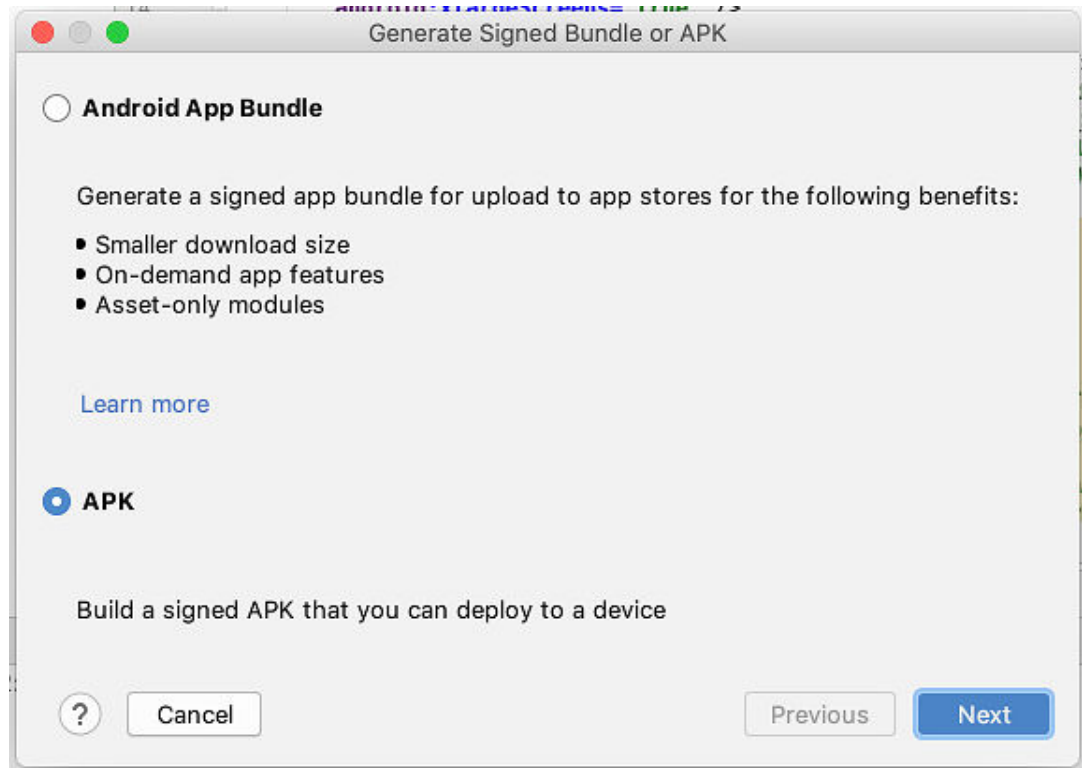 Generate Signed Bundle or APK
Android App Bundle
Generate a signed app bundle for upload to app stores for the following benefits:
• Smaller download size
• On-demand app features
• Asset-only modules
Learn more
APK
Build a signed APK that you can deploy to a device
? Cancel Previous Next